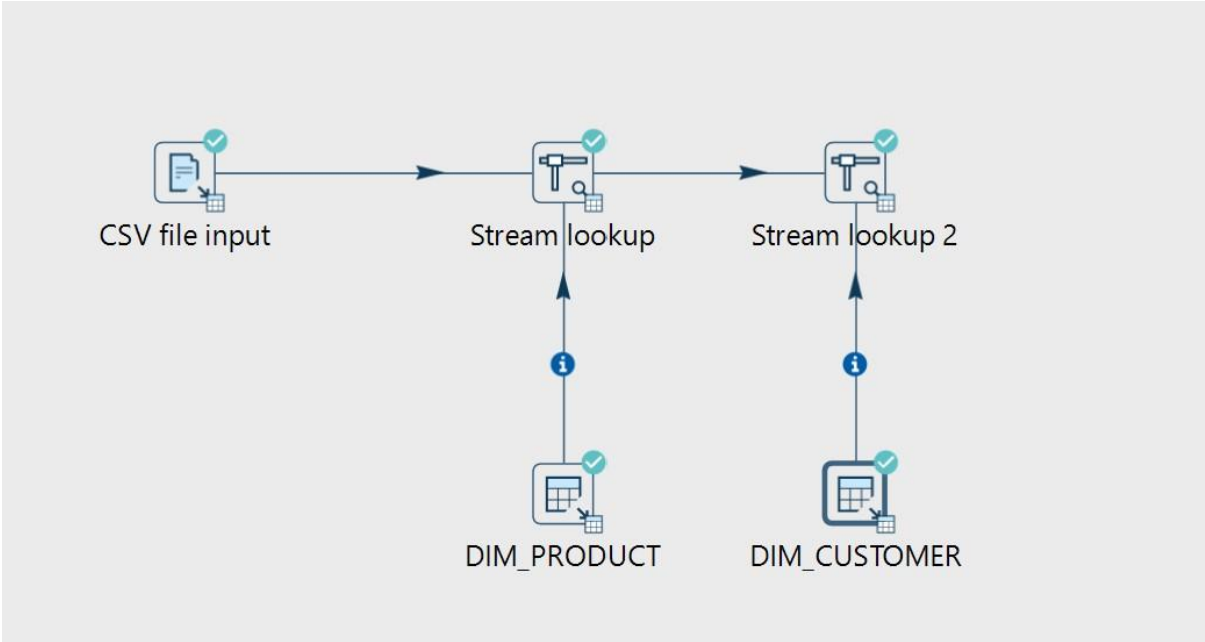 CSV file input
Stream lookup
Stream lookup 2
DIM_PRODUCT
DIM_CUSTOMER